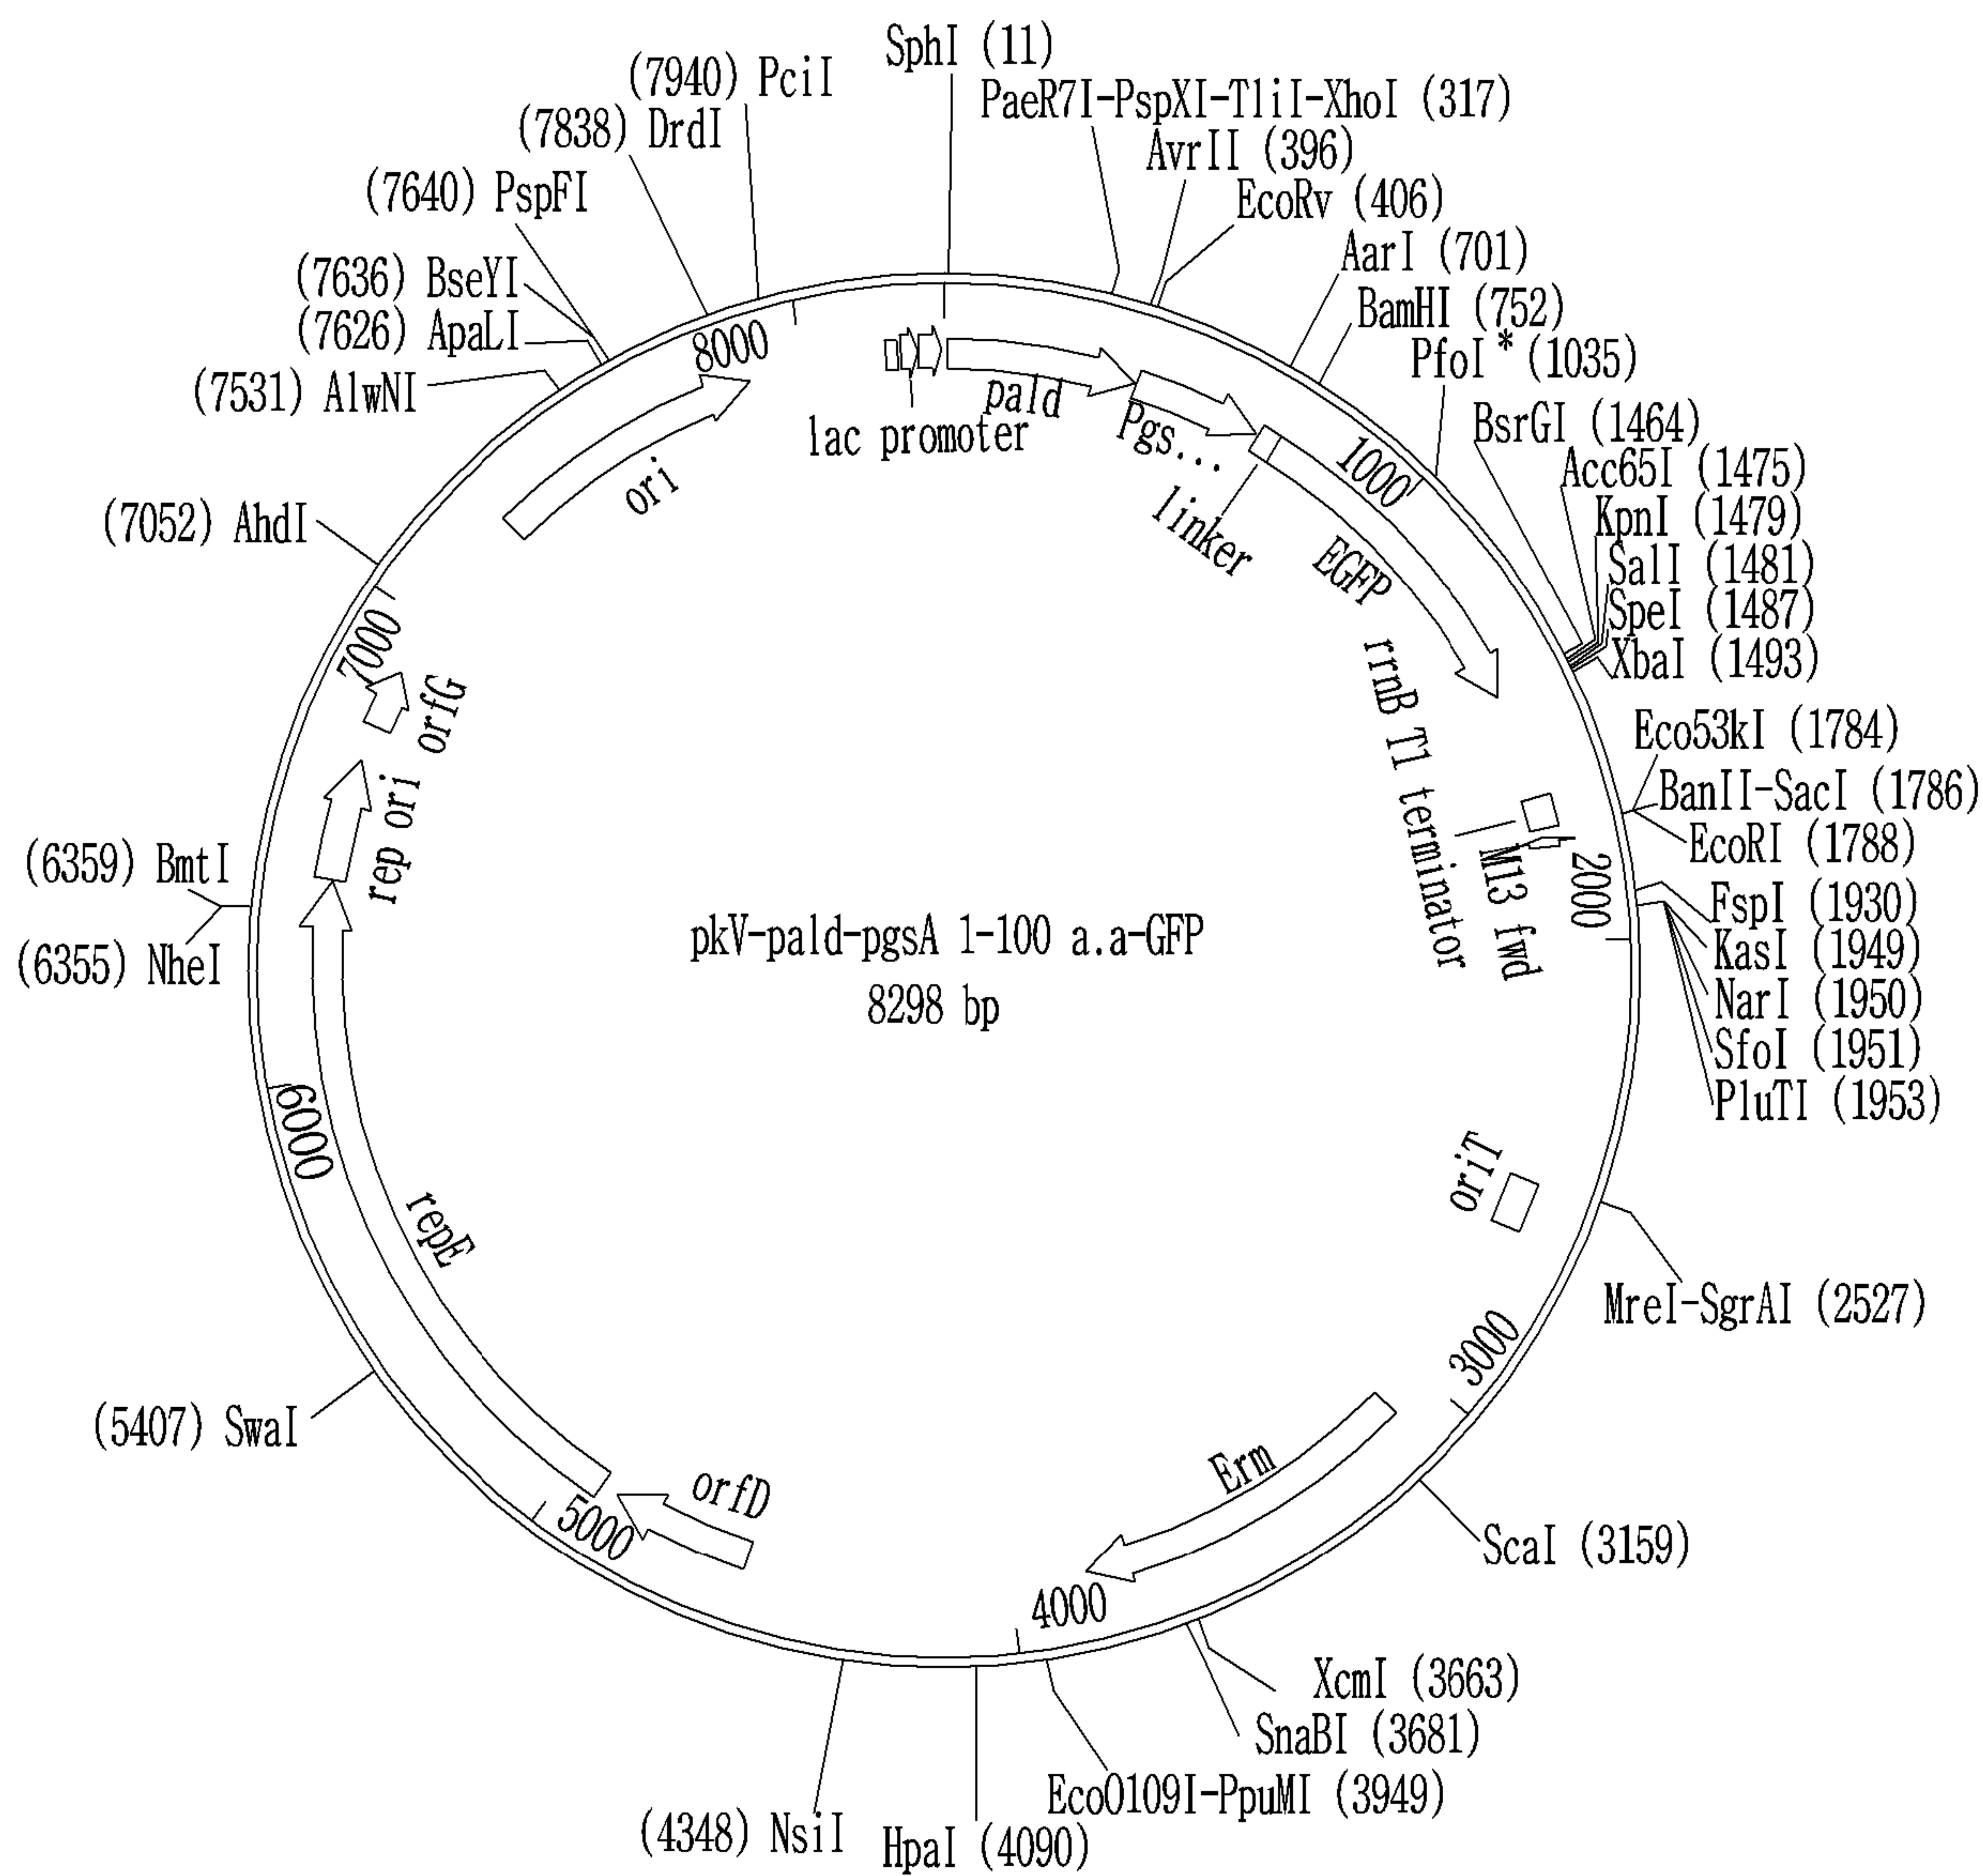 SphI (11)
PaeR7I-PspXI-TliI-XhoI (317)
AvrII (396)
EcoRv (406)
AarI (701)
BamHI (752)
PfoI * (1035)
BsrGI (1464)
Acc65I (1475)
KpnI (1479)
SalI (1481)
SpeI (1487)
XbaI (1493)
Eco53kI (1784)
BanII-SacI (1786)
EcoRI (1788)
FspI (1930)
KasI (1949)
NarI (1950)
SfoI (1951)
PluTI (1953)
MreI-SgrAI (2527)
ScaI (3159)
XcmI (3663)
SnaBI (3681)
EcoO109I-PpuMI (3949)
HpaI (4090)
(4348) NsiI
(5407) SwaI
(6355) NheI
(6359) BmtI
(7052) AhdI
(7531) AlwNI
(7626) ApaLI
(7636) BseYI
(7640) PspFI
(7838) DrdI
(7940) PciI
lac promoter
pald
Pgs...
linker
EGFP
1000
rrnB T1 terminator
M13 fwd
2000
oriT
3000
Erm
4000
orfD
5000
repE
6000
rep ori
orfG
7000
ori
8000
pkV-pald-pgsA 1-100 a.a-GFP
8298 bp